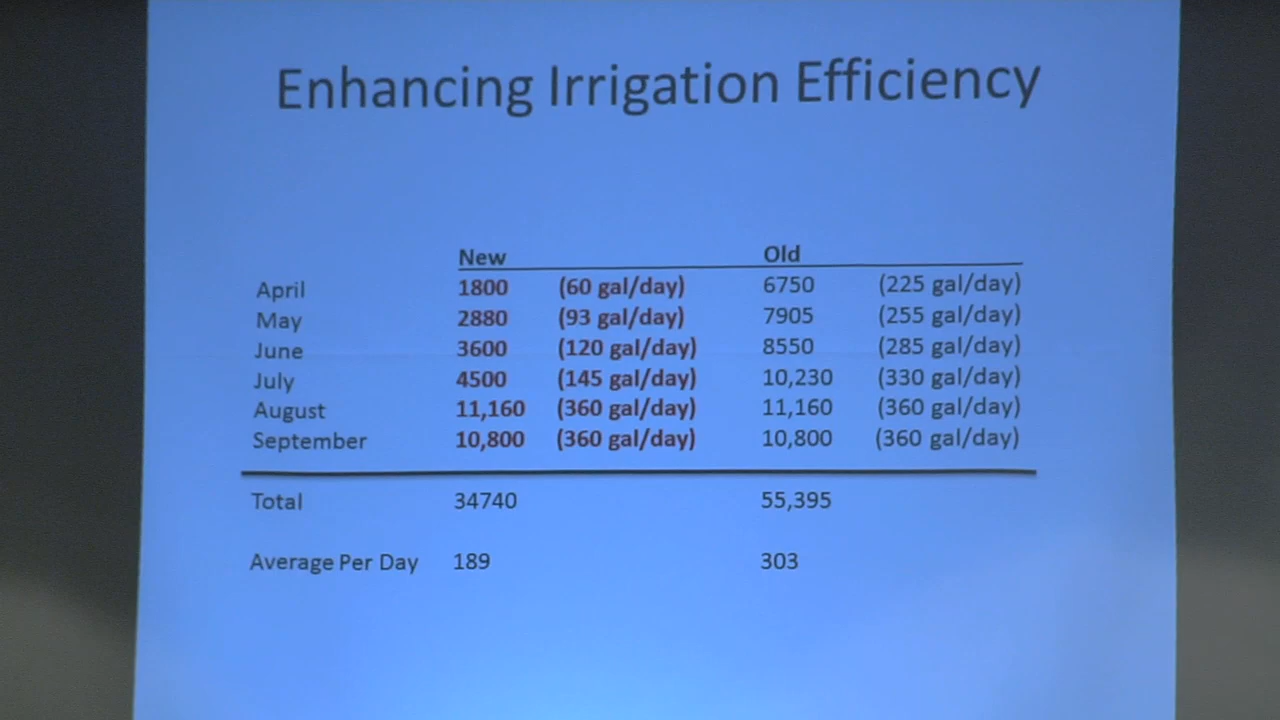 Enhancing Irrigation Efficiency
New Old
April 1800 (60 gal/day) 6750 (225 gal/day)
May 2880 (93 gal/day) 7905 (255 gal/day)
June 3600 (120 gal/day) 8550 (285 gal/day)
July 4500 (145 gal/day) 10,230 (330 gal/day)
August 11,160 (360 gal/day) 11,160 (360 gal/day)
September 10,800 (360 gal/day) 10,800 (360 gal/day)
Total 34740 55,395
Average Per Day 189 303